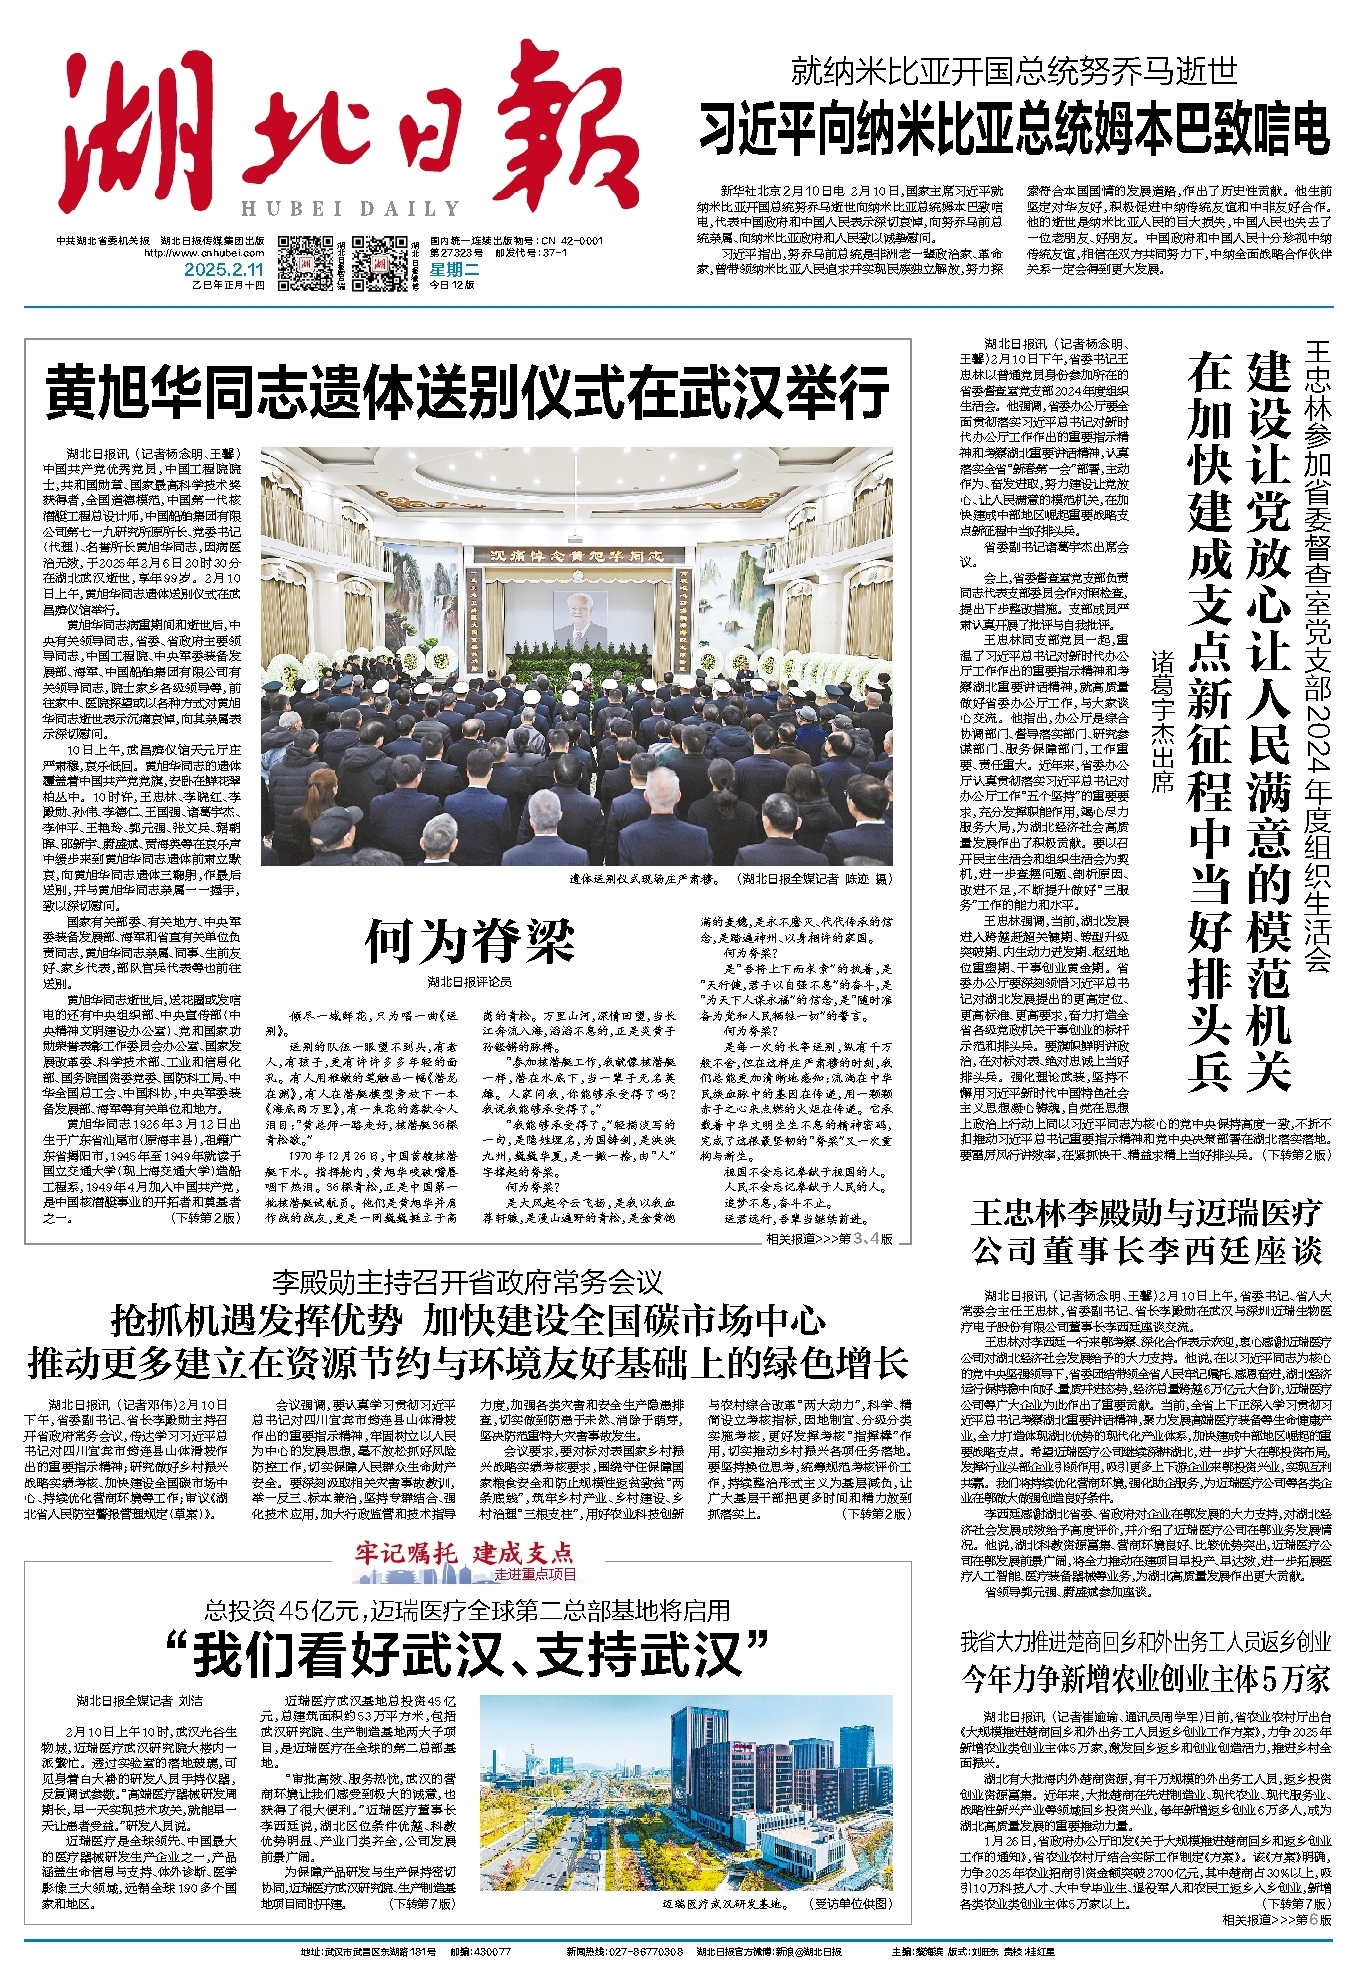 湖北日報
HUBEI DAILY
中共湖北省委机关报 湖北日报传媒集团出版
http://www.cnhubei.com
2025.2.11
乙巳年正月十四
国内统一连续出版物号：CN 42-0001
第27323号 邮发代号：37-1
星期二
今日12版
就纳米比亚开国总统努乔马逝世
习近平向纳米比亚总统姆本巴致唁电
新华社北京2月10日电 2月10日，国家主席习近平就
纳米比亚开国总统努乔马逝世向纳米比亚总统姆本巴致唁
电，代表中国政府和中国人民表示深切哀悼，向努乔马前总
统亲属、向纳米比亚政府和人民致以诚挚慰问。
习近平指出，努乔马前总统是非洲老一辈政治家、革命
家，曾带领纳米比亚人民追求并实现民族独立解放，努力探
索符合本国国情的发展道路，作出了历史性贡献。他生前
坚定对华友好，积极促进中纳传统友谊和中非友好合作。
他的逝世是纳米比亚人民的巨大损失，中国人民也失去了
一位老朋友、好朋友。中国政府和中国人民十分珍视中纳
传统友谊，相信在双方共同努力下，中纳全面战略合作伙伴
关系一定会得到更大发展。
黄旭华同志遗体送别仪式在武汉举行
湖北日报讯（记者杨念明、王馨）
中国共产党优秀党员，中国工程院院
士，共和国勋章、国家最高科学技术奖
获得者，全国道德模范，中国第一代核
潜艇工程总设计师，中国船舶集团有限
公司第七一九研究所原所长、党委书记
（代理）、名誉所长黄旭华同志，因病医
治无效，于2025年2月6日20时30分
在湖北武汉逝世，享年99岁。2月10
日上午，黄旭华同志遗体送别仪式在武
昌殡仪馆举行。
黄旭华同志病重期间和逝世后，中
央有关领导同志，省委、省政府主要领
导同志，中国工程院、中央军委装备发
展部、海军、中国船舶集团有限公司有
关领导同志，院士家乡各级领导等，前
往家中、医院探望或以各种方式对黄旭
华同志逝世表示沉痛哀悼，向其亲属表
示深切慰问。
10日上午，武昌殡仪馆天元厅庄
严肃穆，哀乐低回。黄旭华同志的遗体
覆盖着中国共产党党旗，安卧在鲜花翠
柏丛中。10时许，王忠林、李晓红、李
殿勋、孙伟、李德仁、王国强、诸葛宇杰、
李仲平、王艳玲、郭元强、张文兵、琚朝
晖、邵新宇、蔚盛斌、贾海英等在哀乐声
中缓步来到黄旭华同志遗体前肃立默
哀，向黄旭华同志遗体三鞠躬，作最后
送别，并与黄旭华同志亲属一一握手，
致以深切慰问。
国家有关部委、有关地方、中央军
委装备发展部、海军和省直有关单位负
责同志，黄旭华同志亲属、同事、生前友
好、家乡代表，部队官兵代表等也前往
送别。
黄旭华同志逝世后，送花圈或发唁
电的还有中央组织部、中央宣传部（中
央精神文明建设办公室）、党和国家功
勋荣誉表彰工作委员会办公室、国家发
展改革委、科学技术部、工业和信息化
部、国务院国资委党委、国防科工局、中
华全国总工会、中国科协，中央军委装
备发展部、海军等有关单位和地方。
黄旭华同志1926年3月12日出
生于广东省汕尾市（原海丰县），祖籍广
东省揭阳市，1945年至1949年就读于
国立交通大学（现上海交通大学）造船
工程系，1949年4月加入中国共产党，
是中国核潜艇事业的开拓者和奠基者
之一。 （下转第2版）
沉痛悼念黄旭华同志
遗体送别仪式现场庄严肃穆。 （湖北日报全媒记者 陈迹 摄）
何为脊梁
湖北日报评论员
倾尽一城鲜花，只为唱一曲《送
别》。
送别的队伍一眼望不到头，有老
人，有孩子，更有许许多多年轻的面
孔。有人用稚嫩的笔触画一幅《潜龙
在渊》，有人在潜艇模型旁放下一本
《海底两万里》，有一束花的落款令人
泪目：“黄总师一路走好，核潜艇36棵
青松敬。”
1970年12月26日，中国首艘核潜
艇下水。指挥舱内，黄旭华咬破嘴唇
咽下热泪。36棵青松，正是中国第一
批核潜艇试航员。他们是黄旭华并肩
作战的战友，更是一同巍巍挺立于高
岗的青松。万里山河，深情回望，当长
江奔流入海，滔滔不息的，正是炎黄子
孙铿锵的脉搏。
“参加核潜艇工作，我就像核潜艇
一样，潜在水底下，当一辈子无名英
雄。人家问我，你能够承受得了吗？
我说我能够承受得了。”
“我能够承受得了。”轻描淡写的
一句，是隐姓埋名，为国铸剑，是泱泱
九州，巍巍华夏，是一撇一捺，由“人”
字撑起的脊梁。
何为脊梁？
是大风起兮云飞扬，是我以我血
荐轩辕，是漫山遍野的青松，是金黄饱
满的麦穗，是永不磨灭、代代传承的信
念，是踏遍神州、以身相许的家国。
何为脊梁？
是“吾将上下而求索”的执着，是
“天行健，君子以自强不息”的奋斗，是
“为天下人谋永福”的信念，是“随时准
备为党和人民牺牲一切”的誓言。
何为脊梁？
是每一次的长辈送别，纵有千万
般不舍，但在这样庄严肃穆的时刻，我
们总能更加清晰地感知：流淌在中华
民族血脉中的基因在传递，用一颗颗
赤子之心来点燃的火炬在传递。它承
载着中华文明生生不息的精神密码，
完成了这根最坚韧的“脊梁”又一次重
构与新生。
祖国不会忘记奉献于祖国的人。
人民不会忘记奉献于人民的人。
追梦不息，奋斗不止。
送君远行，吾辈当继续前进。
相关报道>>>第3、4版
王忠林参加省委督查室党支部2024年度组织生活会
建设让党放心让人民满意的模范机关
在加快建成支点新征程中当好排头兵
诸葛宇杰出席
湖北日报讯（记者杨念明、
王馨）2月10日下午，省委书记王
忠林以普通党员身份参加所在的
省委督查室党支部2024年度组织
生活会。他强调，省委办公厅要全
面贯彻落实习近平总书记对新时
代办公厅工作作出的重要指示精
神和考察湖北重要讲话精神，认真
落实全省“新春第一会”部署，主动
作为、奋发进取，努力建设让党放
心、让人民满意的模范机关，在加
快建成中部地区崛起重要战略支
点新征程中当好排头兵。
省委副书记诸葛宇杰出席会
议。
会上，省委督查室党支部负责
同志代表支部委员会作对照检查，
提出下步整改措施。支部成员严
肃认真开展了批评与自我批评。
王忠林同支部党员一起，重
温了习近平总书记对新时代办公
厅工作作出的重要指示精神和考
察湖北重要讲话精神，就高质量
做好省委办公厅工作，与大家谈
心交流。他指出，办公厅是综合
协调部门、督导落实部门、研究参
谋部门、服务保障部门，工作重
要、责任重大。近年来，省委办公
厅认真贯彻落实习近平总书记对
办公厅工作“五个坚持”的重要要
求，充分发挥职能作用，竭心尽力
服务大局，为湖北经济社会高质
量发展作出了积极贡献。要以召
开民主生活会和组织生活会为契
机，进一步查摆问题、剖析原因、
改进不足，不断提升做好“三服
务”工作的能力和水平。
王忠林强调，当前，湖北发展
进入跨越赶超关键期、转型升级
突破期、内生动力迸发期、枢纽地
位重塑期、干事创业黄金期。省
委办公厅要深刻领悟习近平总书
记对湖北发展提出的更高定位、
更高标准、更高要求，奋力打造全
省各级党政机关干事创业的标杆
示范和排头兵。要旗帜鲜明讲政
治，在对标对表、绝对忠诚上当好
排头兵。强化理论武装，坚持不
懈用习近平新时代中国特色社会
主义思想凝心铸魂，自觉在思想
上政治上行动上同以习近平同志为核心的党中央保持高度一致，不折不
扣推动习近平总书记重要指示精神和党中央决策部署在湖北落实落地。
要雷厉风行讲效率，在紧抓快干、精益求精上当好排头兵。（下转第2版）
王忠林李殿勋与迈瑞医疗
公司董事长李西廷座谈
湖北日报讯（记者杨念明、王馨）2月10日上午，省委书记、省人大
常委会主任王忠林，省委副书记、省长李殿勋在武汉与深圳迈瑞生物医
疗电子股份有限公司董事长李西廷座谈交流。
王忠林对李西廷一行来鄂考察、深化合作表示欢迎，衷心感谢迈瑞医疗
公司对湖北经济社会发展给予的大力支持。他说，在以习近平同志为核心
的党中央坚强领导下，省委团结带领全省人民牢记嘱托、感恩奋进，湖北经济
运行保持稳中向好、量质并进态势，经济总量跨越6万亿元大台阶，迈瑞医疗
公司等广大企业为此作出了重要贡献。当前，全省上下正深入学习贯彻习
近平总书记考察湖北重要讲话精神，聚力发展高端医疗装备等生命健康产
业，全力打造体现湖北优势的现代化产业体系，加快建成中部地区崛起的重
要战略支点。希望迈瑞医疗公司继续深耕湖北，进一步扩大在鄂投资布局，
发挥行业头部企业引领作用，吸引更多上下游企业来鄂投资兴业，实现互利
共赢。我们将持续优化营商环境，强化助企服务，为迈瑞医疗公司等各类企
业在鄂做大做强创造良好条件。
李西廷感谢湖北省委、省政府对企业在鄂发展的大力支持，对湖北经
济社会发展成效给予高度评价，并介绍了迈瑞医疗公司在鄂业务发展情
况。他说，湖北科教资源富集、营商环境良好、比较优势突出，迈瑞医疗公
司在鄂发展前景广阔，将全力推动在建项目早投产、早达效，进一步拓展医
疗人工智能、医疗装备器械等业务，为湖北高质量发展作出更大贡献。
省领导郭元强、蔚盛斌参加座谈。
李殿勋主持召开省政府常务会议
抢抓机遇发挥优势 加快建设全国碳市场中心
推动更多建立在资源节约与环境友好基础上的绿色增长
湖北日报讯（记者邓伟）2月10日
下午，省委副书记、省长李殿勋主持召
开省政府常务会议，传达学习习近平总
书记对四川宜宾市筠连县山体滑坡作
出的重要指示精神；研究做好乡村振兴
战略实绩考核、加快建设全国碳市场中
心、持续优化营商环境等工作；审议《湖
北省人民防空警报管理规定（草案）》。
会议强调，要认真学习贯彻习近平
总书记对四川宜宾市筠连县山体滑坡
作出的重要指示精神，牢固树立以人民
为中心的发展思想，毫不放松抓好风险
防控工作，切实保障人民群众生命财产
安全。要深刻汲取相关灾害事故教训，
举一反三、标本兼治，坚持专群结合、强
化技术应用，加大行政监管和技术指导
力度，加强各类灾害和安全生产隐患排
查，切实做到防患于未然、消除于萌芽，
坚决防范重特大灾害事故发生。
会议要求，要对标对表国家乡村振
兴战略实绩考核要求，围绕守住保障国
家粮食安全和防止规模性返贫致贫“两
条底线”，筑牢乡村产业、乡村建设、乡
村治理“三根支柱”，用好农业科技创新
与农村综合改革“两大动力”，科学、精
简设立考核指标，因地制宜、分级分类
实施考核，更好发挥考核“指挥棒”作
用，切实推动乡村振兴各项任务落地。
要坚持换位思考，统筹规范考核评价工
作，持续整治形式主义为基层减负，让
广大基层干部把更多时间和精力放到
抓落实上。 （下转第2版）
牢记嘱托 建成支点
走进重点项目
总投资45亿元，迈瑞医疗全球第二总部基地将启用
“我们看好武汉、支持武汉”
湖北日报全媒记者 刘洁
2月10日上午10时，武汉光谷生
物城，迈瑞医疗武汉研究院大楼内一
派繁忙。透过实验室的落地玻璃，可
见身着白大褂的研发人员手持仪器，
反复调试参数。“高端医疗器械研发周
期长，早一天实现技术攻关，就能早一
天让患者受益。”研发人员说。
迈瑞医疗是全球领先、中国最大
的医疗器械研发生产企业之一，产品
涵盖生命信息与支持、体外诊断、医学
影像三大领域，远销全球190多个国
家和地区。
迈瑞医疗武汉基地总投资45亿
元，总建筑面积约53万平方米，包括
武汉研究院、生产制造基地两大子项
目，是迈瑞医疗在全球的第二总部基
地。
“审批高效、服务热忱，武汉的营
商环境让我们感受到极大的诚意，也
获得了很大便利。”迈瑞医疗董事长
李西廷说，湖北区位条件优越、科教
优势明显、产业门类齐全，公司发展
前景广阔。
为保障产品研发与生产保持密切
协同，迈瑞医疗武汉研究院、生产制造基
地项目同时开建。 （下转第7版）
迈瑞医疗武汉研发基地。 （受访单位供图）
我省大力推进楚商回乡和外出务工人员返乡创业
今年力争新增农业创业主体5万家
湖北日报讯（记者崔逾瑜、通讯员周学军）日前，省农业农村厅出台
《大规模推进楚商回乡和外出务工人员返乡创业工作方案》，力争2025年
新增农业类创业主体5万家，激发回乡返乡和创业创造活力，推进乡村全
面振兴。
湖北有大批海内外楚商资源，有千万规模的外出务工人员，返乡投资
创业资源富集。近年来，大批楚商在先进制造业、现代农业、现代服务业、
战略性新兴产业等领域回乡投资兴业，每年新增返乡创业6万多人，成为
湖北高质量发展的重要推动力量。
1月26日，省政府办公厅印发《关于大规模推进楚商回乡和返乡创业
工作的通知》，省农业农村厅结合实际工作制定《方案》。该《方案》明确，
力争2025年农业招商引资金额突破2700亿元，其中楚商占30%以上，吸
引10万科技人才、大中专毕业生、退役军人和农民工返乡入乡创业，新增
各类农业类创业主体5万家以上。 （下转第7版）
相关报道>>>第6版
地址：武汉市武昌区东湖路181号 邮编：430077 新闻热线：027-86770308 湖北日报官方微博：新浪@湖北日报 主编：黎海滨 版式：刘阳东 责校：桂红星